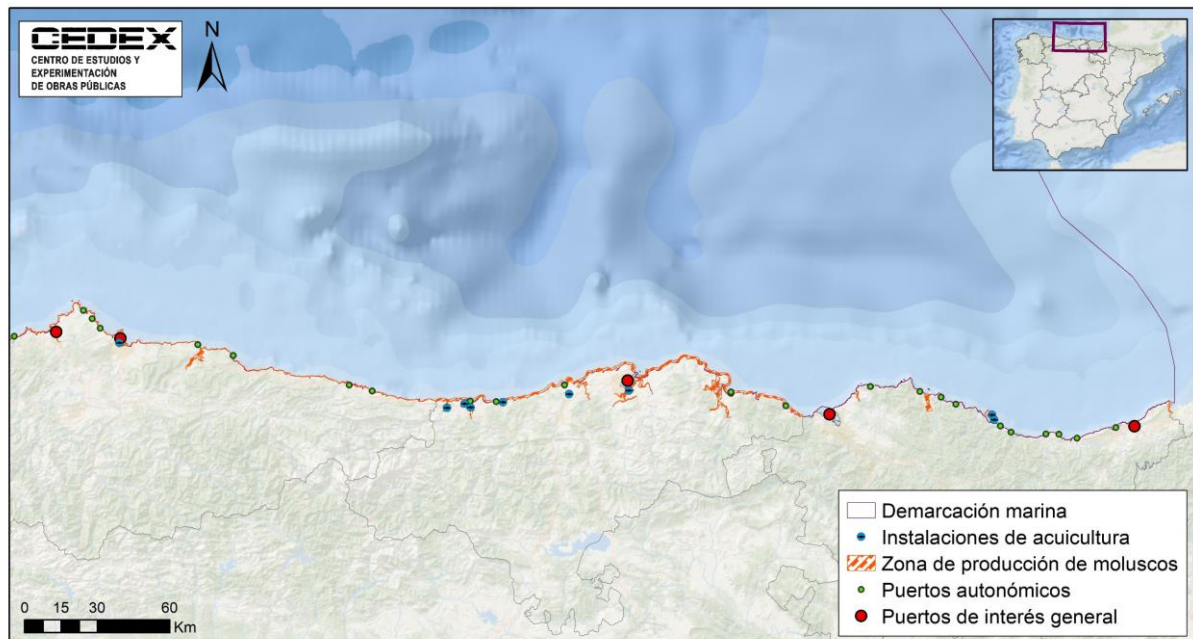 CEDEX
CENTRO DE ESTUDIOS Y
EXPERIMENTACIÓN
DE OBRAS PÚBLICAS
N
Demarcación marina
Instalaciones de acuicultura
Zona de producción de moluscos
Puertos autonómicos
Puertos de interés general
0 15 30 60
Km